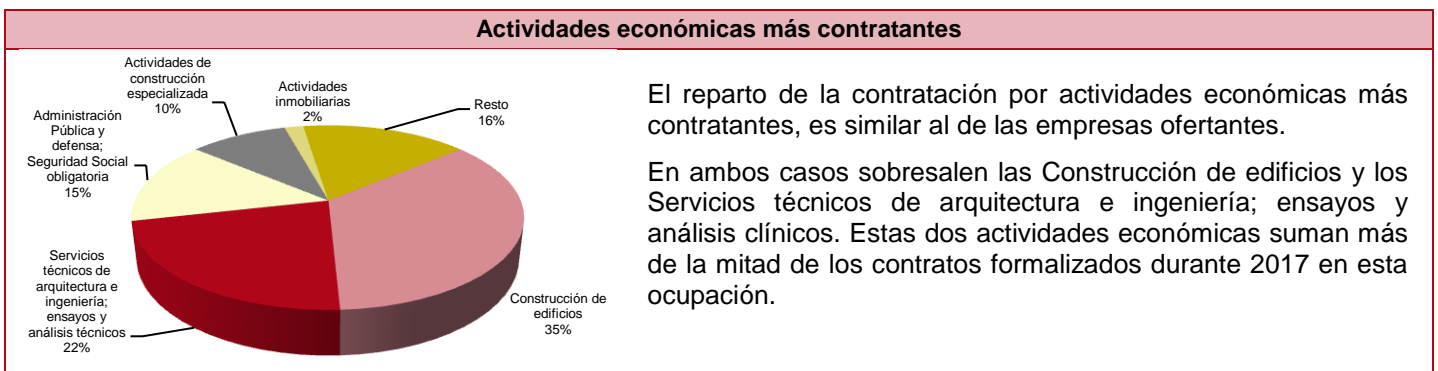 Actividades económicas más contratantes
Actividades de
construcción
especializada
10%
Actividades
inmobiliarias
2%
Resto
16%
Administración
Pública y
defensa;
Seguridad Social
obligatoria
15%
Servicios
técnicos de
arquitectura e
ingeniería;
ensayos y
análisis técnicos
22%
Construcción de
edificios
35%
El reparto de la contratación por actividades económicas más
contratantes, es similar al de las empresas ofertantes.
En ambos casos sobresalen las Construcción de edificios y los
Servicios técnicos de arquitectura e ingeniería; ensayos y
análisis clínicos. Estas dos actividades económicas suman más
de la mitad de los contratos formalizados durante 2017 en esta
ocupación.